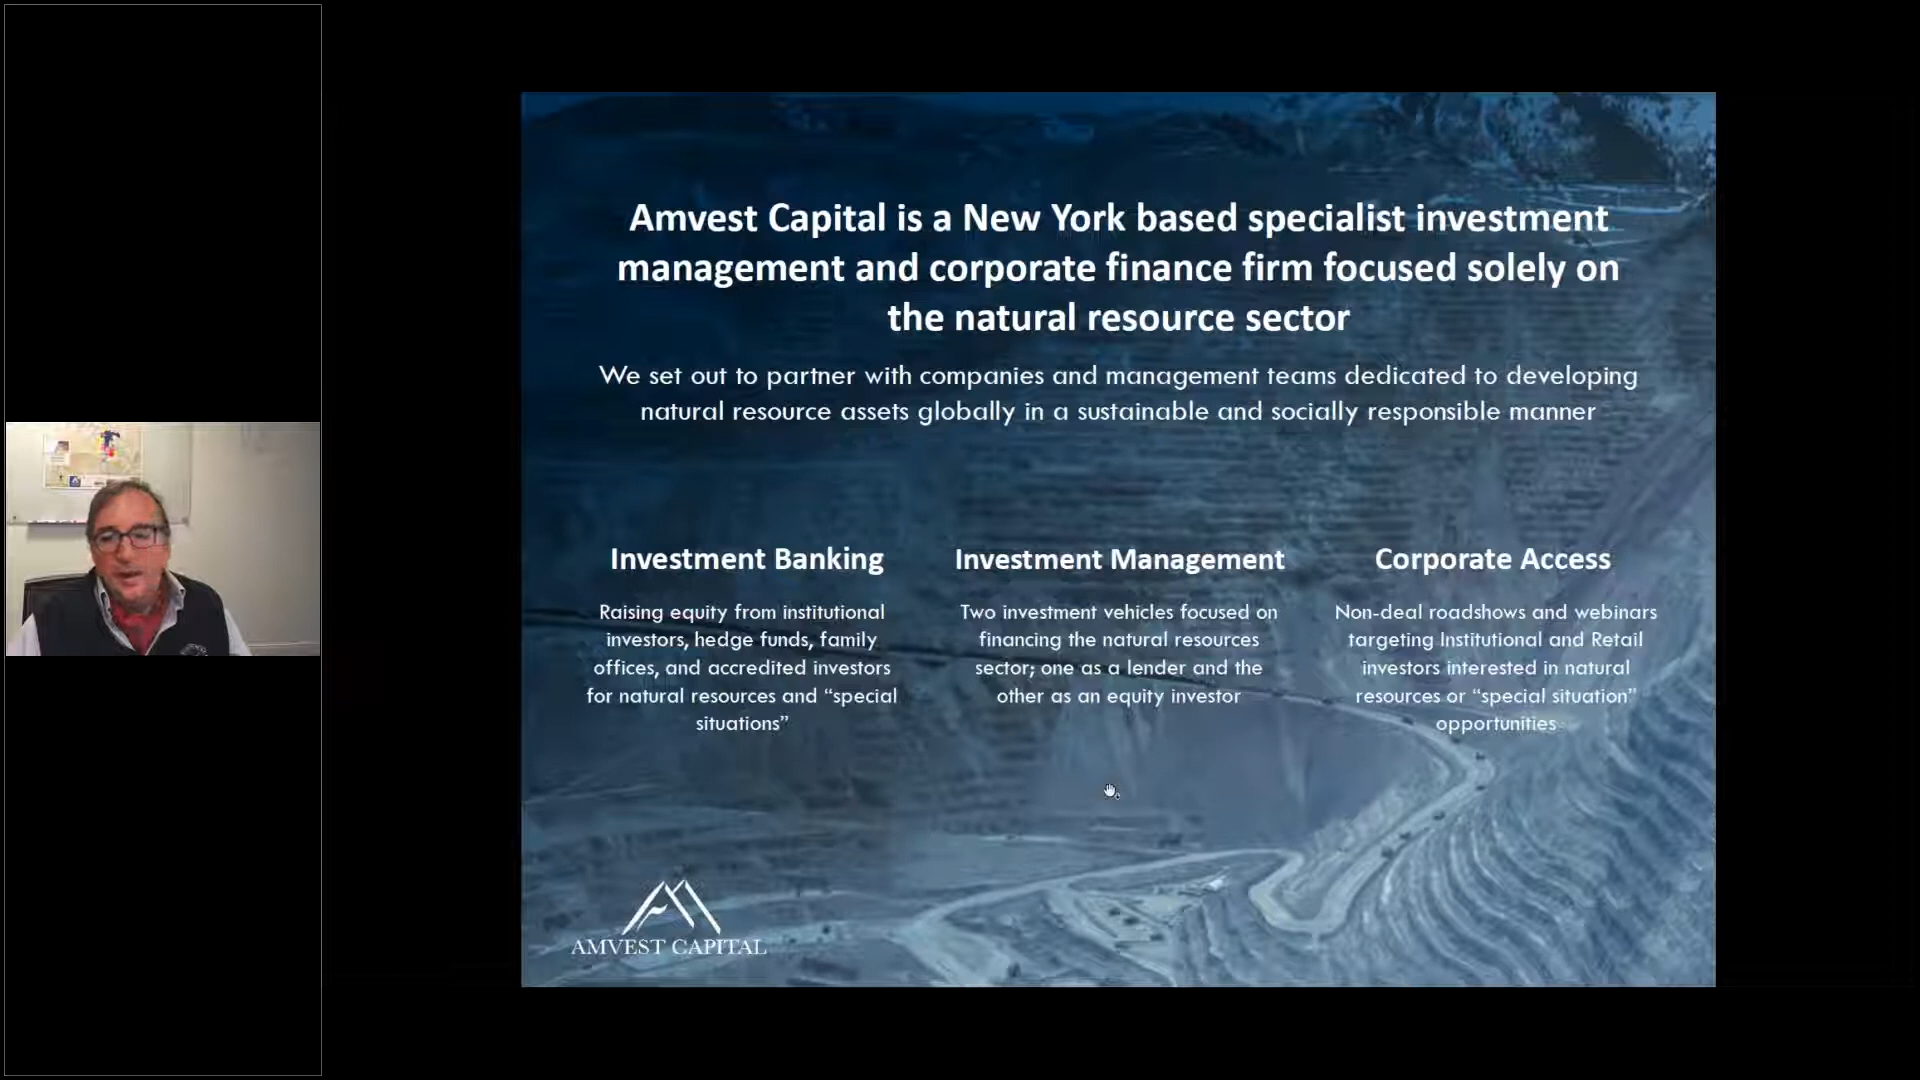 Amvest Capital is a New York based specialist investment
management and corporate finance firm focused solely on
the natural resource sector
We set out to partner with companies and management teams dedicated to developing
natural resource assets globally in a sustainable and socially responsible manner
Investment Banking
Raising equity from institutional
investors, hedge funds, family
offices, and accredited investors
for natural resources and “special
situations”
Investment Management
Two investment vehicles focused on
financing the natural resources
sector; one as a lender and the
other as an equity investor
Corporate Access
Non-deal roadshows and webinars
targeting Institutional and Retail
investors interested in natural
resources or “special situation”
opportunities
AMVEST CAPITAL